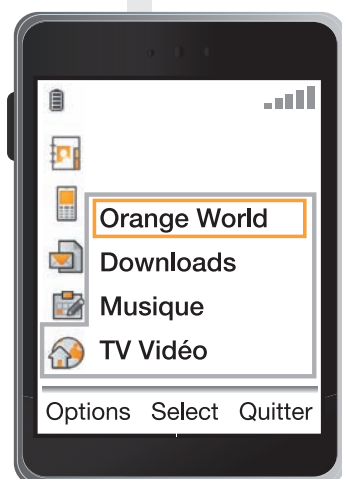 Orange World
Downloads
Musique
TV Vidéo
Options Select Quitter